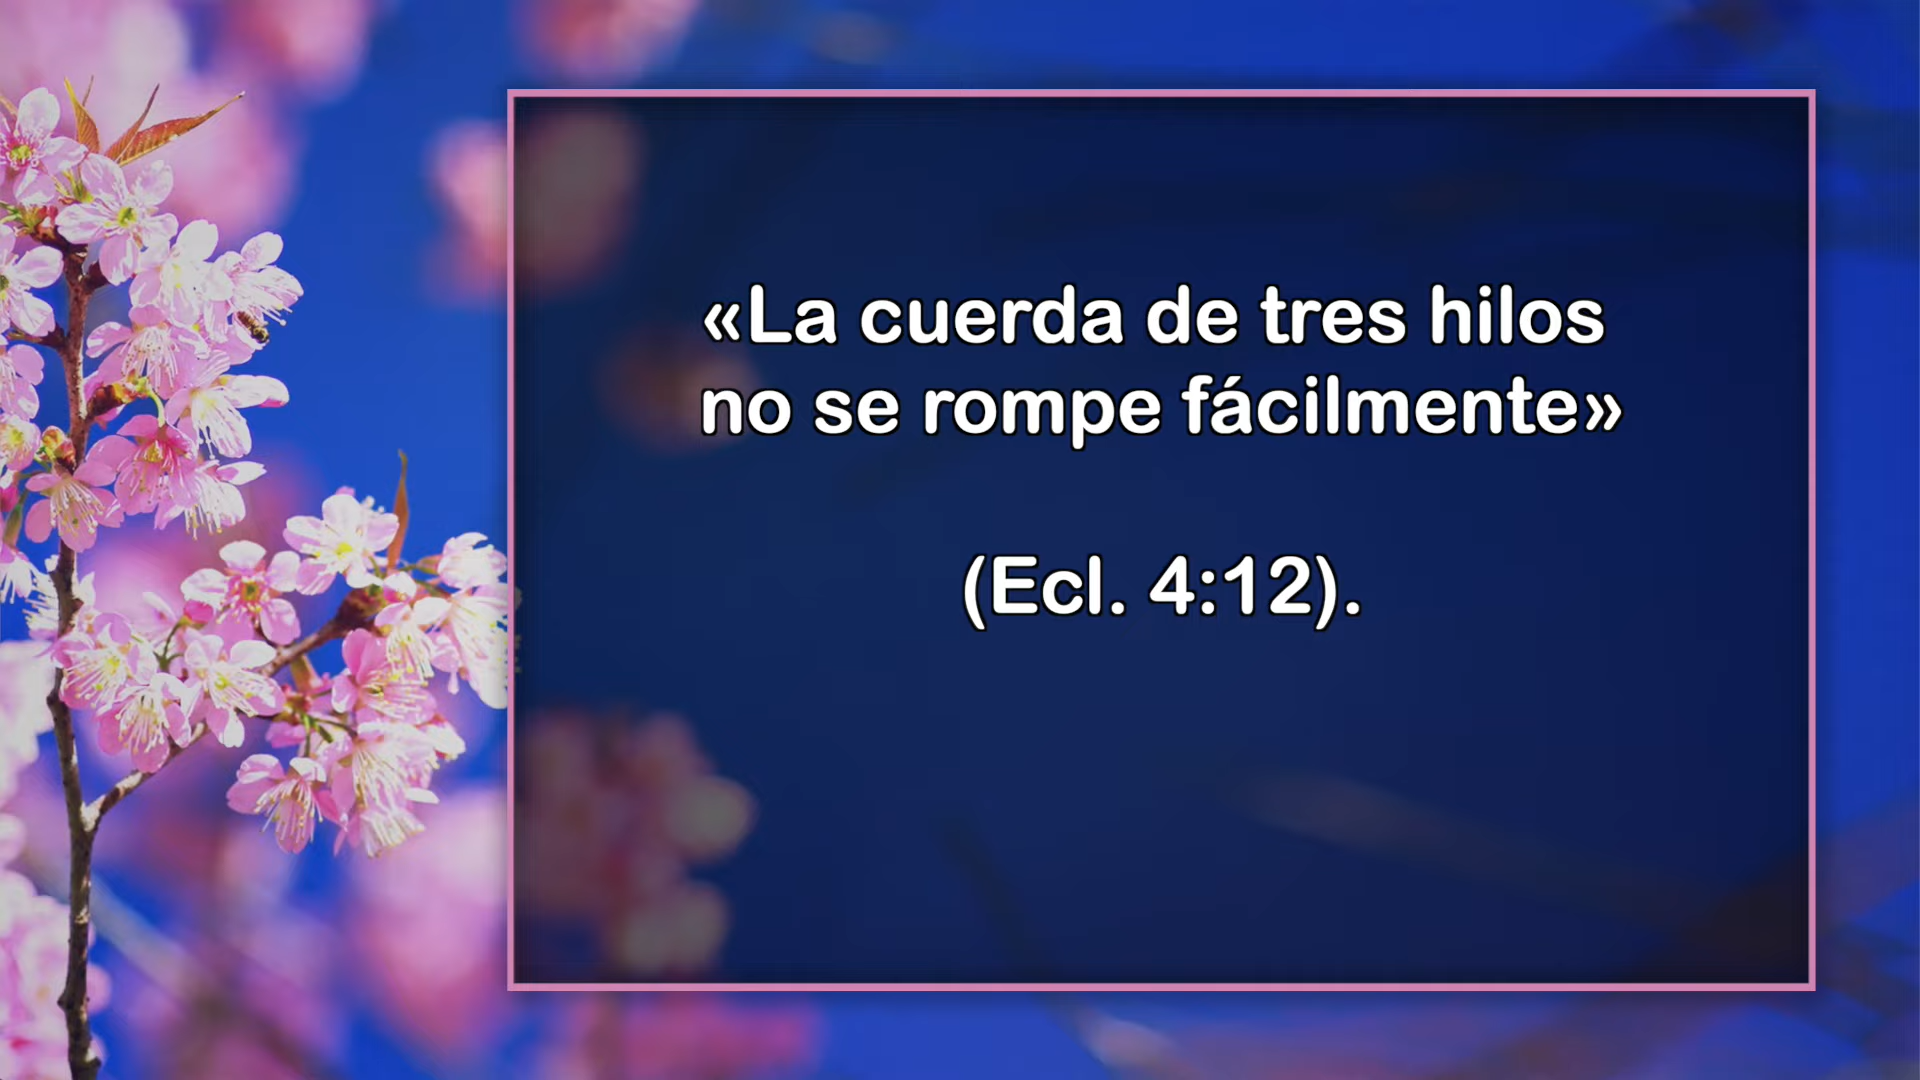 «La cuerda de tres hilos
no se rompe fácilmente»
(Ecl. 4:12).